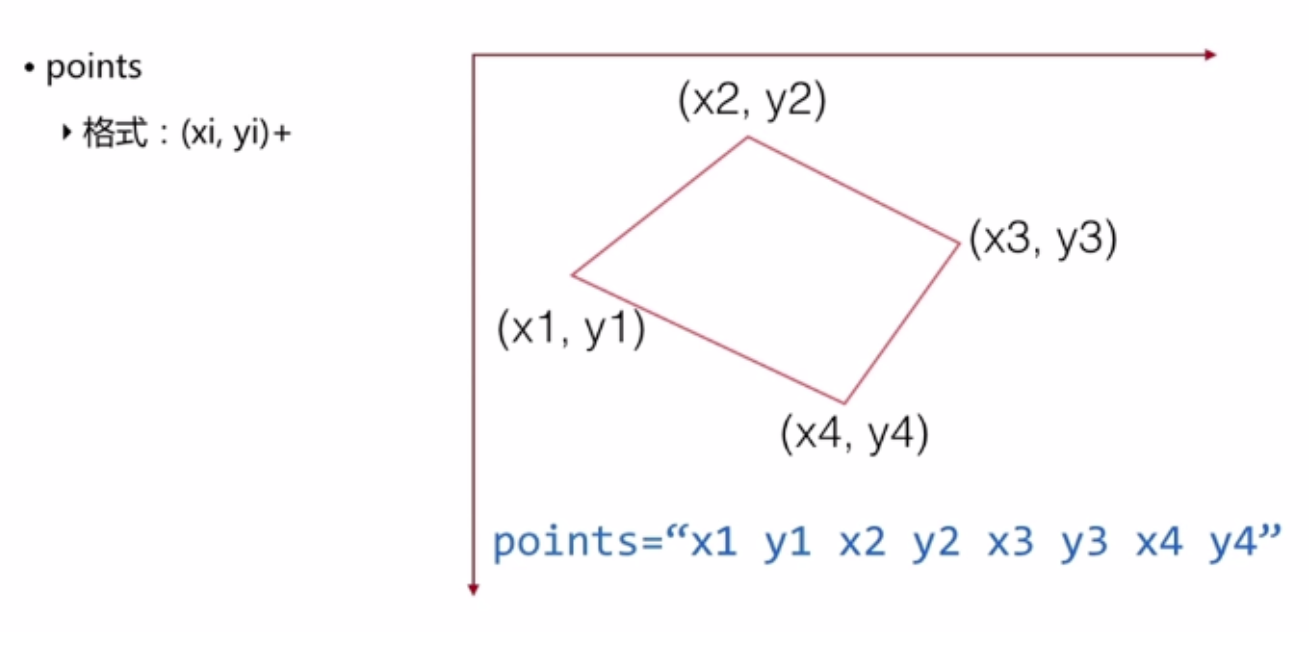 • points
‣ 格式：(xi, yi)+
(x2, y2)
(x3, y3)
(x1, y1)
(x4, y4)
points=“x1 y1 x2 y2 x3 y3 x4 y4”